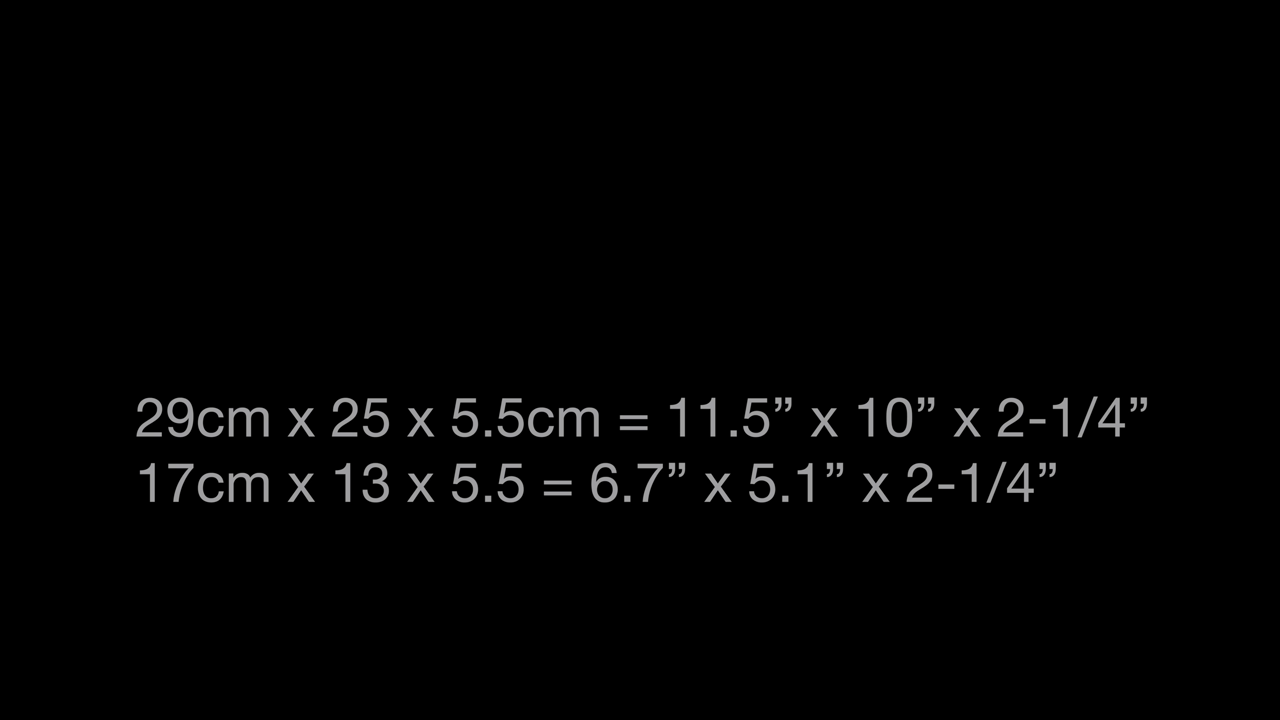 29cm x 25 x 5.5cm = 11.5” x 10” x 2-1/4”
17cm x 13 x 5.5 = 6.7” x 5.1” x 2-1/4”